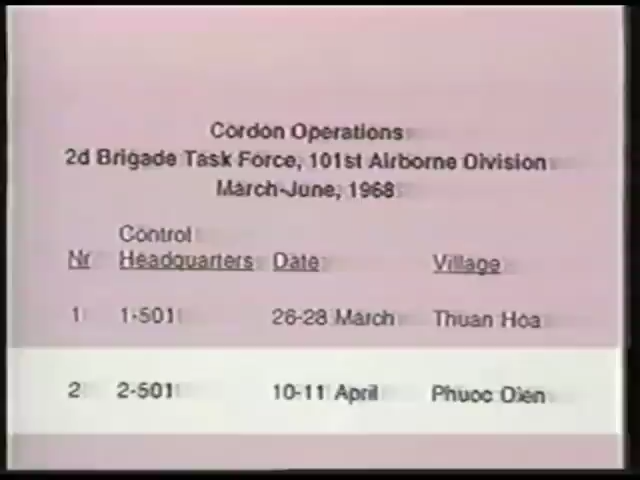 Cordon Operations
2d Brigade Task Force, 101st Airborne Division
March-June, 1968
Control
Nr Headquarters Date Village
1 1-501 26-28 March Thuan Hoa
2 2-501 10-11 April Phuoc Dien